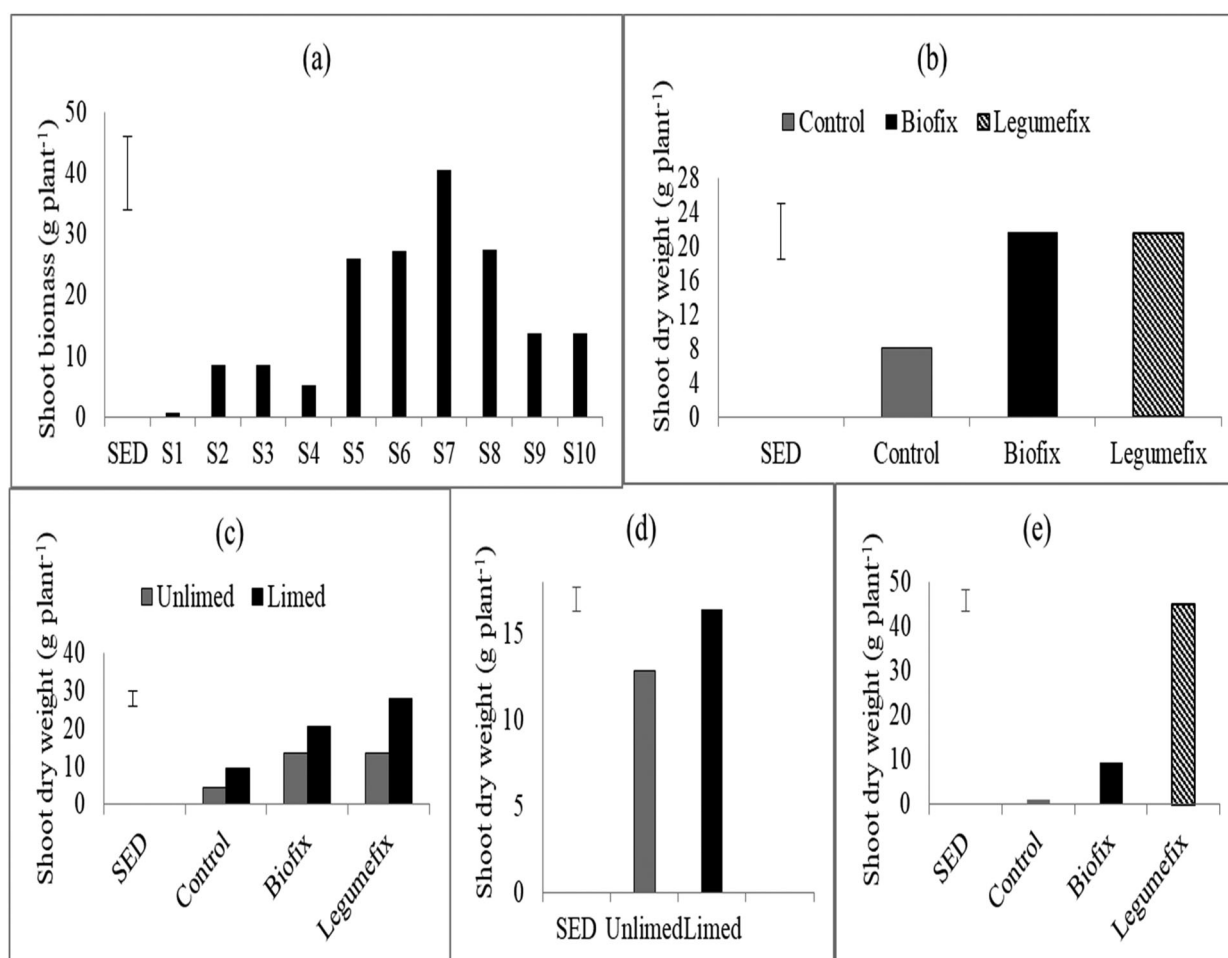 (a)
Shoot biomass (g plant⁻¹)
50
40
30
20
10
0
SED S1 S2 S3 S4 S5 S6 S7 S8 S9 S10
(b)
Control Biofix Legumefix
Shoot dry weight (g plant⁻¹)
28
24
20
16
12
8
4
0
SED Control Biofix Legumefix
(c)
Unlimed Limed
Shoot dry weight (g plant⁻¹)
40
30
20
10
0
SED Control Biofix Legumefix
(d)
Shoot dry weight (g plant⁻¹)
15
10
5
0
SED Unlimed Limed
(e)
Shoot dry weight (g plant⁻¹)
50
40
30
20
10
0
SED Control Biofix Legumefix